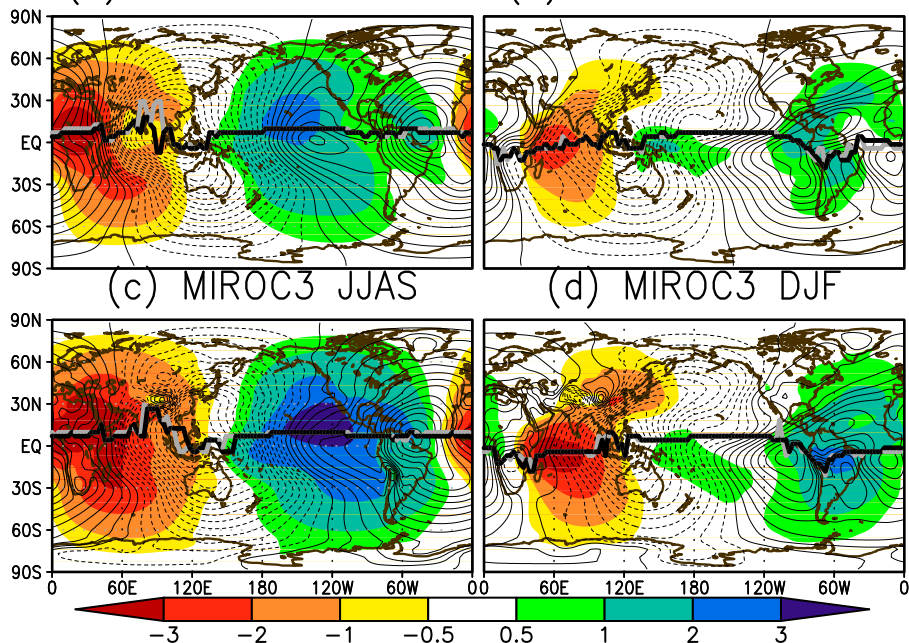 90N
60N
30N
EQ
30S
60S
90S
(c) MIROC3 JJAS
(d) MIROC3 DJF
90N
60N
30N
EQ
30S
60S
90S
0 60E 120E 180 120W 60W 0 60E 120E 180 120W 60W 0
−3 −2 −1 −0.5 0.5 1 2 3